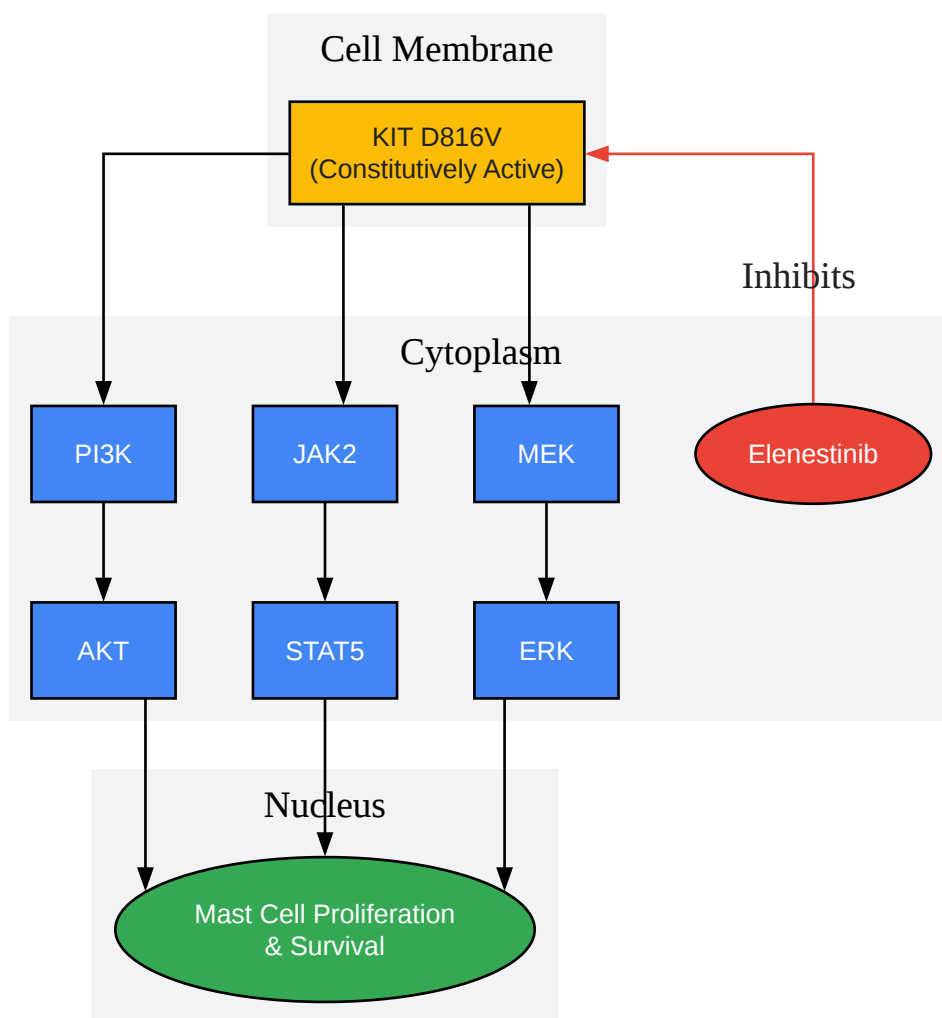 Cell Membrane
KIT D816V
(Constitutively Active)
Inhibits
Cytoplasm
PI3K
JAK2
MEK
Elenestinib
AKT
STAT5
ERK
Nucleus
Mast Cell Proliferation
& Survival